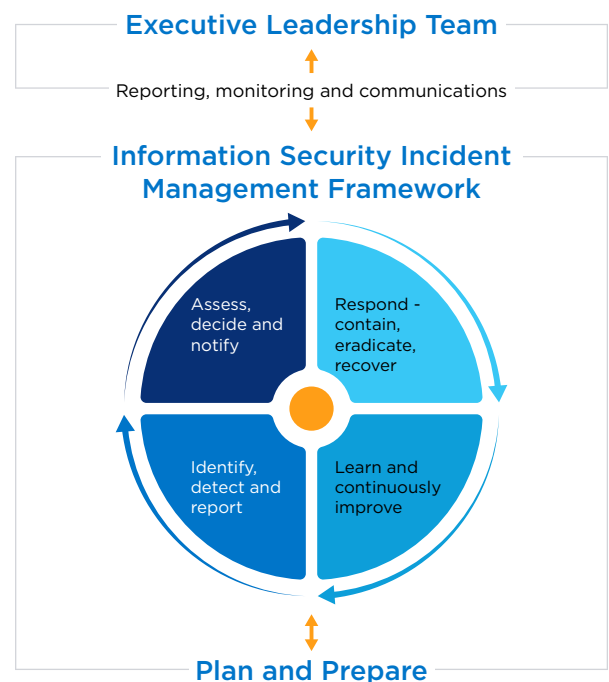 Executive Leadership Team
Reporting, monitoring and communications
Information Security Incident
Management Framework
Assess,
decide and
notify
Respond -
contain,
eradicate,
recover
Identify,
detect and
report
Learn and
continuously
improve
Plan and Prepare